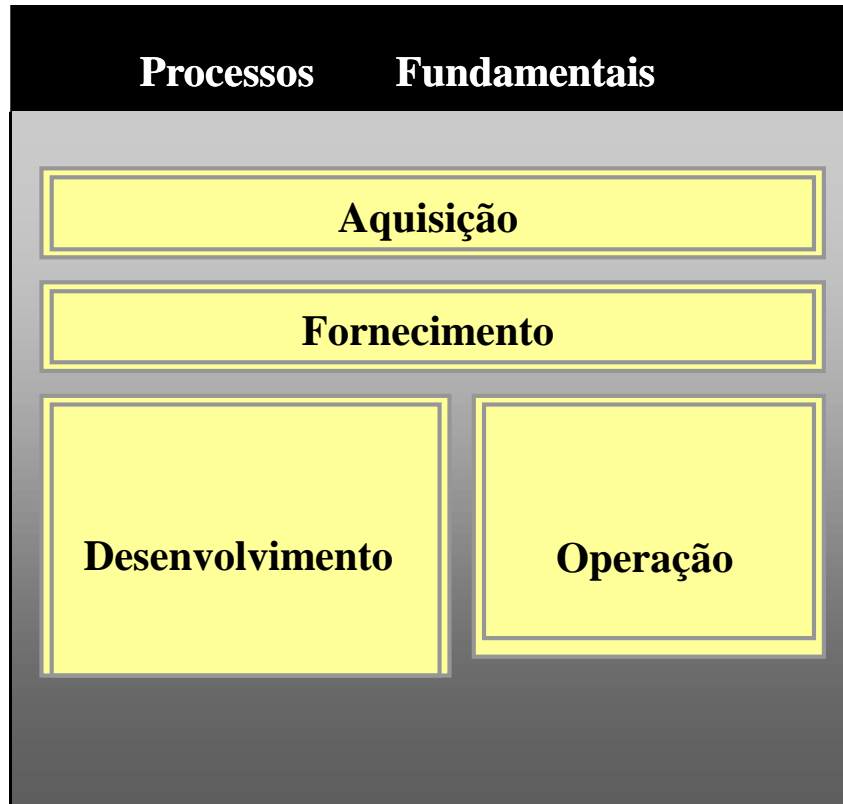 Processos Fundamentais
Aquisição
Fornecimento
Desenvolvimento
Operação